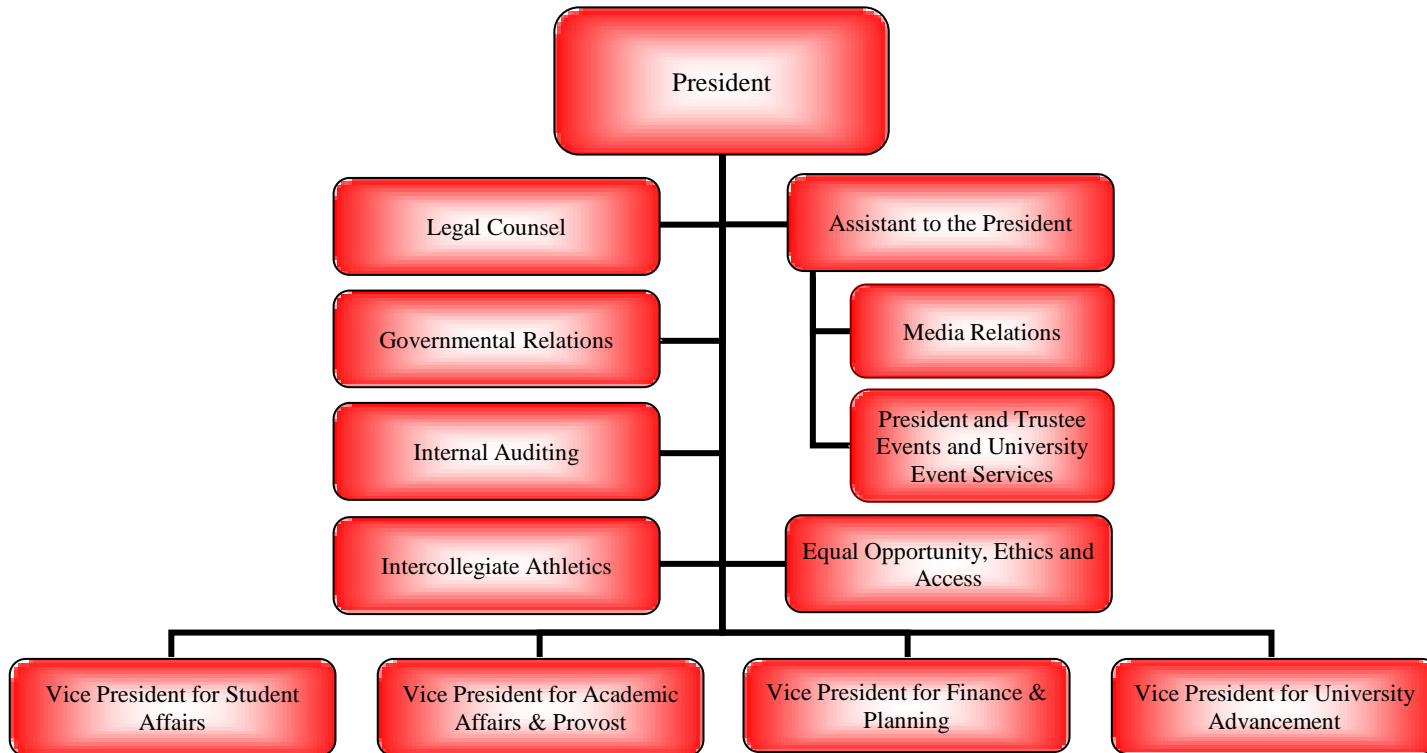 President
Legal Counsel
Assistant to the President
Governmental Relations
Media Relations
Internal Auditing
President and Trustee
Events and University
Event Services
Intercollegiate Athletics
Equal Opportunity, Ethics and
Access
Vice President for Student
Affairs
Vice President for Academic
Affairs & Provost
Vice President for Finance &
Planning
Vice President for University
Advancement